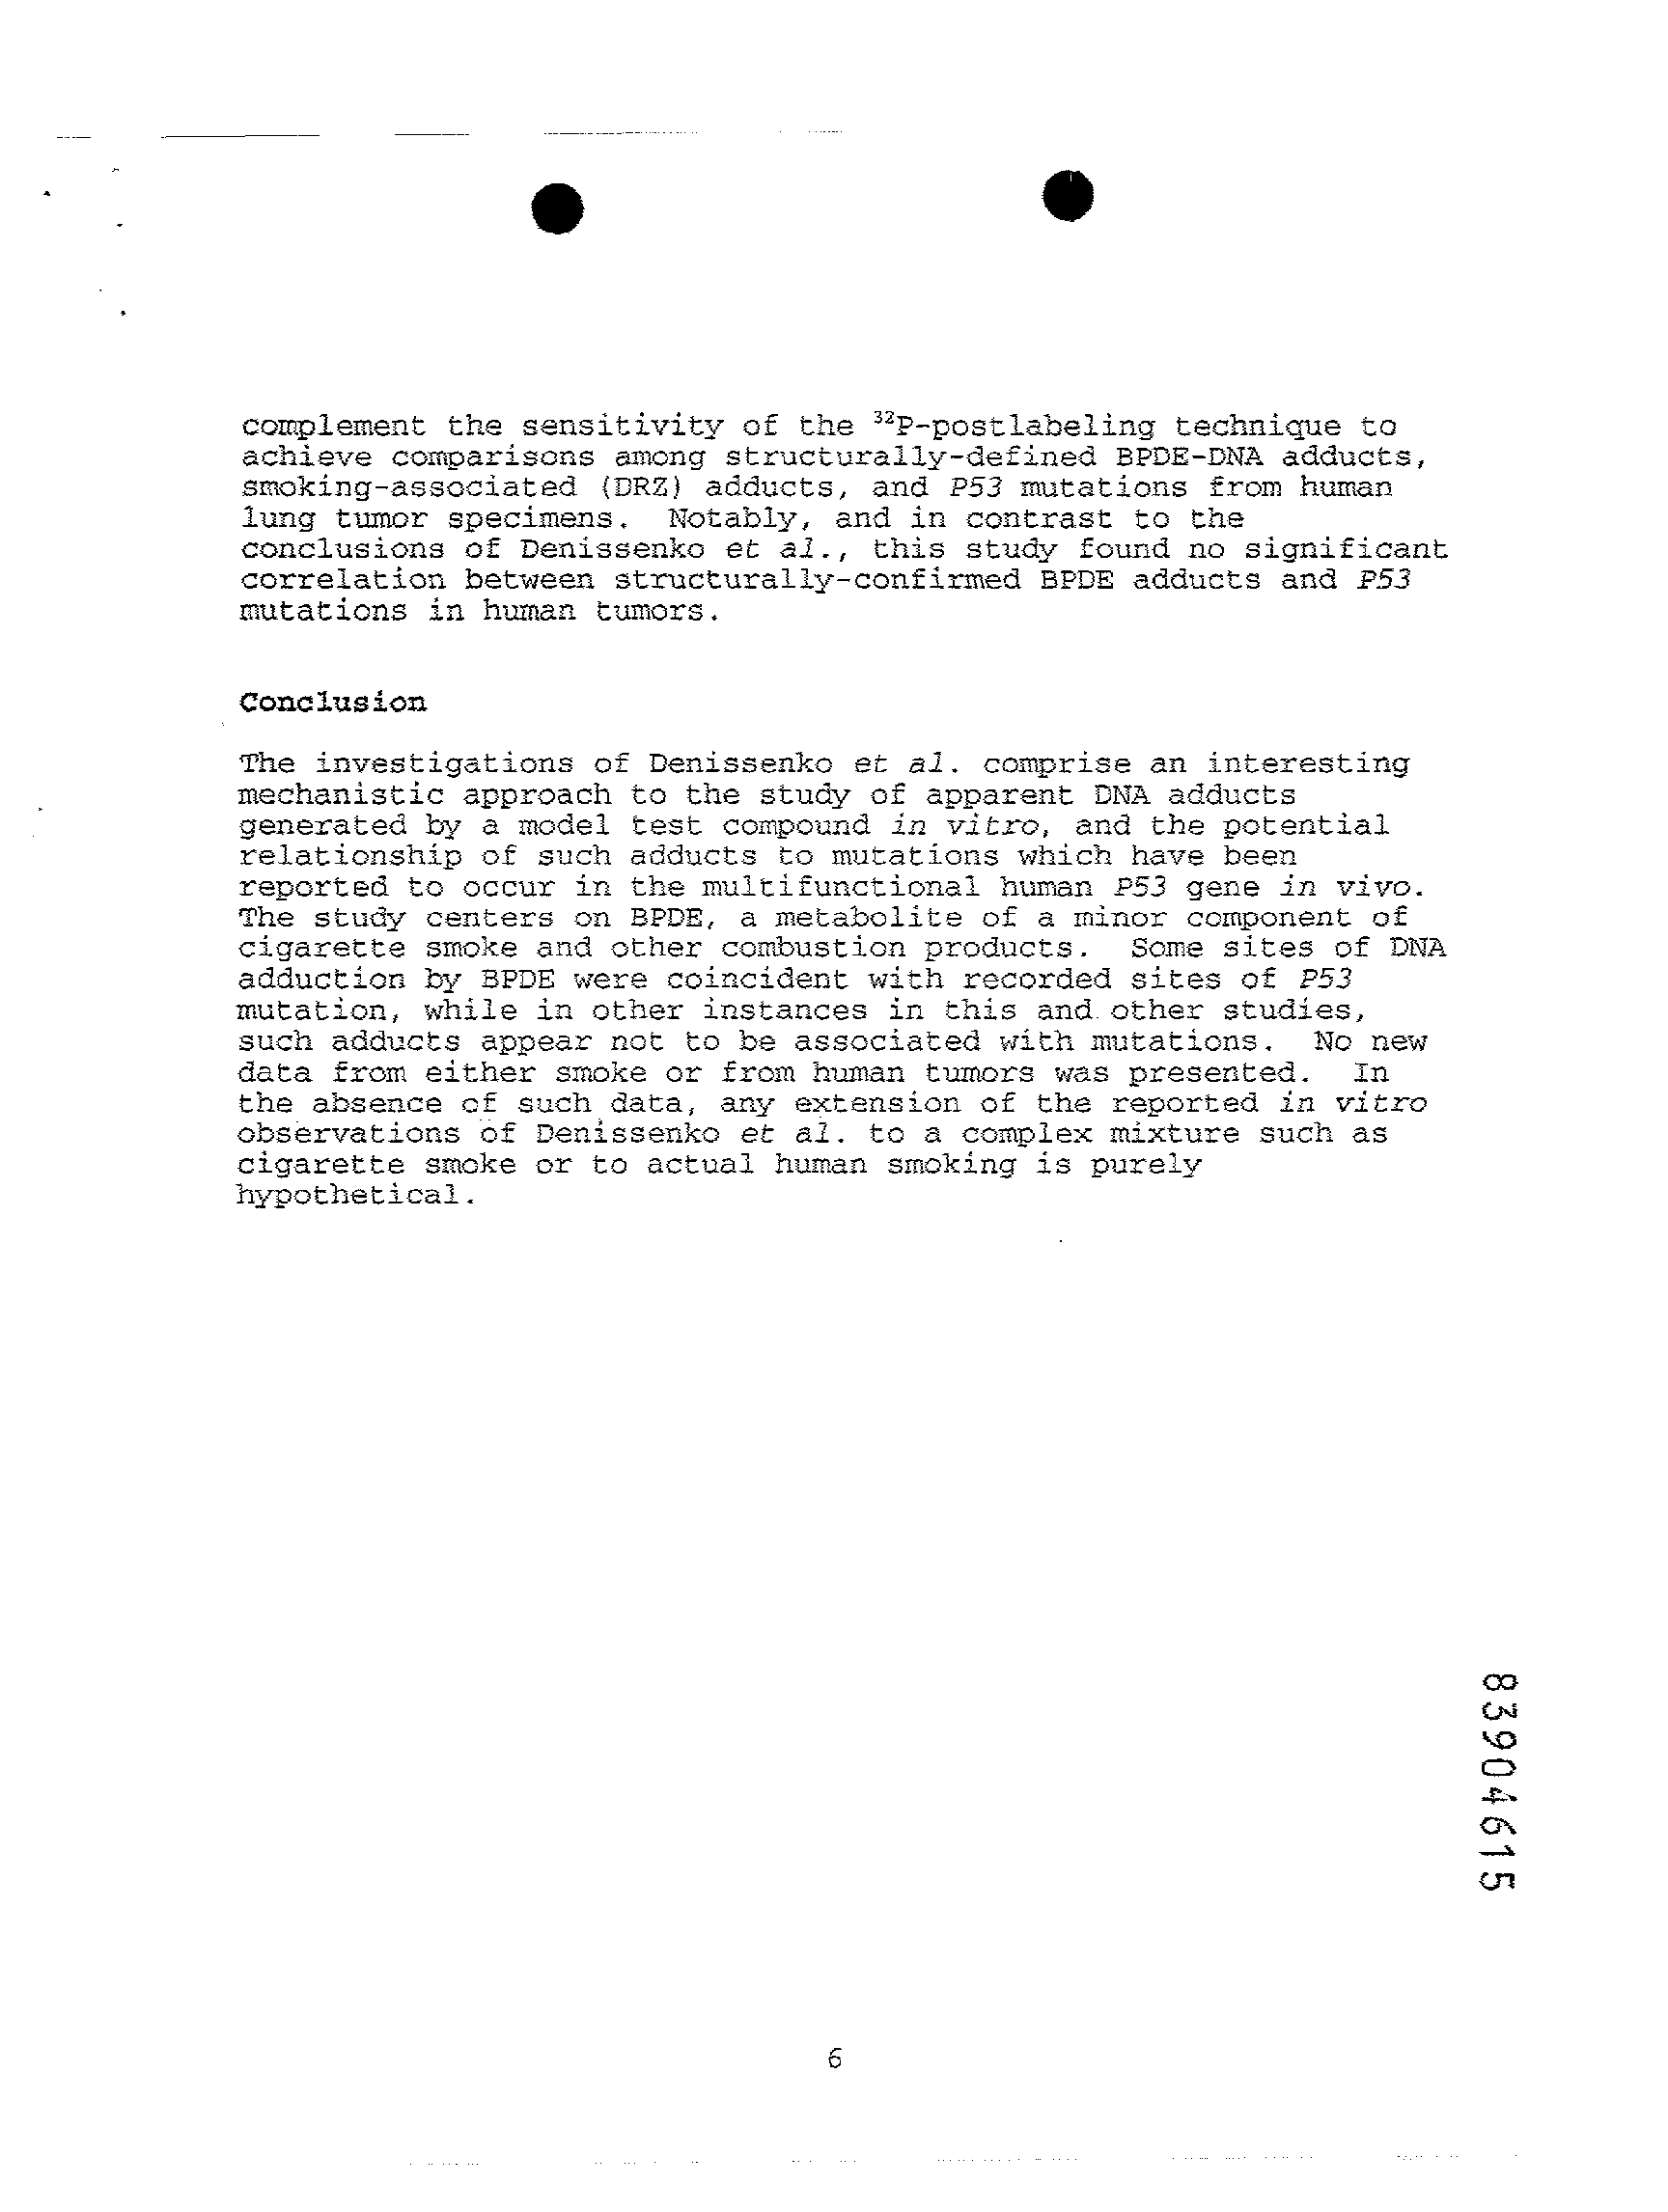 complement the sensitivity of the ³²P-postlabeling technique to
achieve comparisons among structurally-defined BPDE-DNA adducts,
smoking-associated (DRZ) adducts, and P53 mutations from human
lung tumor specimens.  Notably, and in contrast to the
conclusions of Denissenko et al., this study found no significant
correlation between structurally-confirmed BPDE adducts and P53
mutations in human tumors.
Conclusion
The investigations of Denissenko et al. comprise an interesting
mechanistic approach to the study of apparent DNA adducts
generated by a model test compound in vitro, and the potential
relationship of such adducts to mutations which have been
reported to occur in the multifunctional human P53 gene in vivo.
The study centers on BPDE, a metabolite of a minor component of
cigarette smoke and other combustion products.  Some sites of DNA
adduction by BPDE were coincident with recorded sites of P53
mutation, while in other instances in this and other studies,
such adducts appear not to be associated with mutations.  No new
data from either smoke or from human tumors was presented.  In
the absence of such data, any extension of the reported in vitro
observations of Denissenko et al. to a complex mixture such as
cigarette smoke or to actual human smoking is purely
hypothetical.
83904615
6